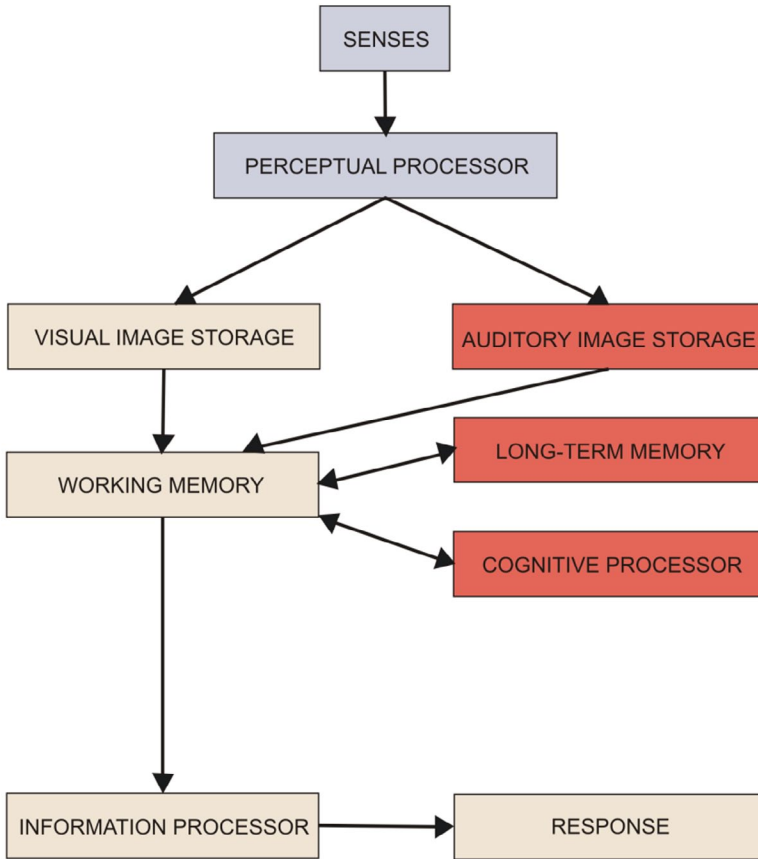 SENSES
PERCEPTUAL PROCESSOR
VISUAL IMAGE STORAGE
AUDITORY IMAGE STORAGE
LONG-TERM MEMORY
WORKING MEMORY
COGNITIVE PROCESSOR
INFORMATION PROCESSOR
RESPONSE